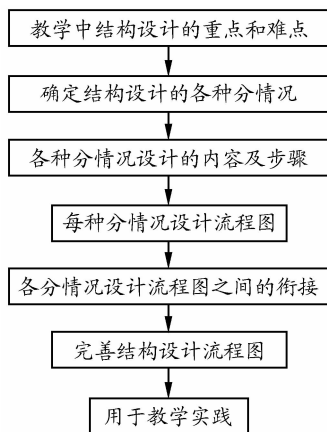 教学中结构设计的重点和难点
确定结构设计的各种分情况
各种分情况设计的内容及步骤
每种分情况设计流程图
各分情况设计流程图之间的衔接
完善结构设计流程图
用于教学实践